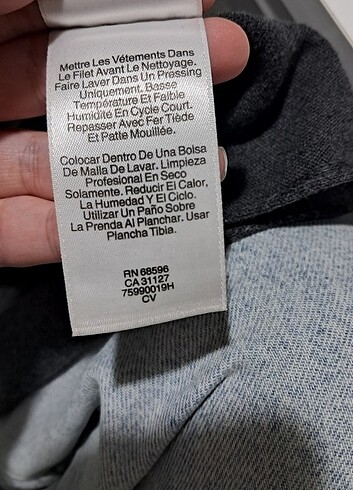 Mettre Les Vêtements Dans
Le Filet Avant Le Nettoyage.
Faire Laver Dans Un Pressing
Uniquement. Basse
Température Et Faible
Humidité En Cycle Court.
Repasser Avec Fer Tiède
Et Patte Mouillée.
Colocar Dentro De Una Bolsa
De Malla De Lavar. Limpieza
Profesional En Seco
Solamente. Reducir El Calor,
La Humedad Y El Ciclo.
Utilizar Un Paño Sobre
La Prenda Al Planchar. Usar
Plancha Tibia.
RN 68596
CA 31127
75990019H
CV